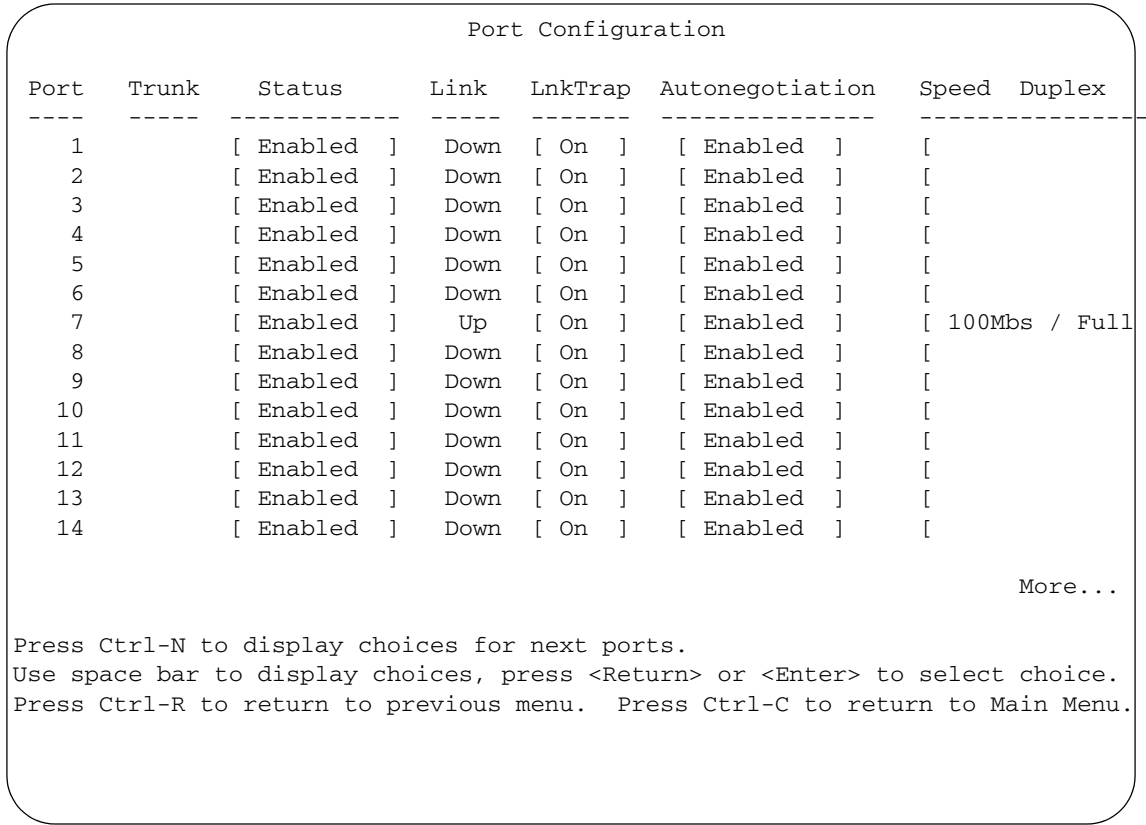 Port Configuration
Port   Trunk    Status      Link   LnkTrap  Autonegotiation   Speed  Duplex
----   -----  ------------  -----  -------  ---------------   ----------------
   1          [ Enabled  ]   Down  [ On  ]   [ Enabled  ]     [
   2          [ Enabled  ]   Down  [ On  ]   [ Enabled  ]     [
   3          [ Enabled  ]   Down  [ On  ]   [ Enabled  ]     [
   4          [ Enabled  ]   Down  [ On  ]   [ Enabled  ]     [
   5          [ Enabled  ]   Down  [ On  ]   [ Enabled  ]     [
   6          [ Enabled  ]   Down  [ On  ]   [ Enabled  ]     [
   7          [ Enabled  ]    Up   [ On  ]   [ Enabled  ]     [ 100Mbs / Full
   8          [ Enabled  ]   Down  [ On  ]   [ Enabled  ]     [
   9          [ Enabled  ]   Down  [ On  ]   [ Enabled  ]     [
  10          [ Enabled  ]   Down  [ On  ]   [ Enabled  ]     [
  11          [ Enabled  ]   Down  [ On  ]   [ Enabled  ]     [
  12          [ Enabled  ]   Down  [ On  ]   [ Enabled  ]     [
  13          [ Enabled  ]   Down  [ On  ]   [ Enabled  ]     [
  14          [ Enabled  ]   Down  [ On  ]   [ Enabled  ]     [
More...
Press Ctrl-N to display choices for next ports.
Use space bar to display choices, press <Return> or <Enter> to select choice.
Press Ctrl-R to return to previous menu.  Press Ctrl-C to return to Main Menu.